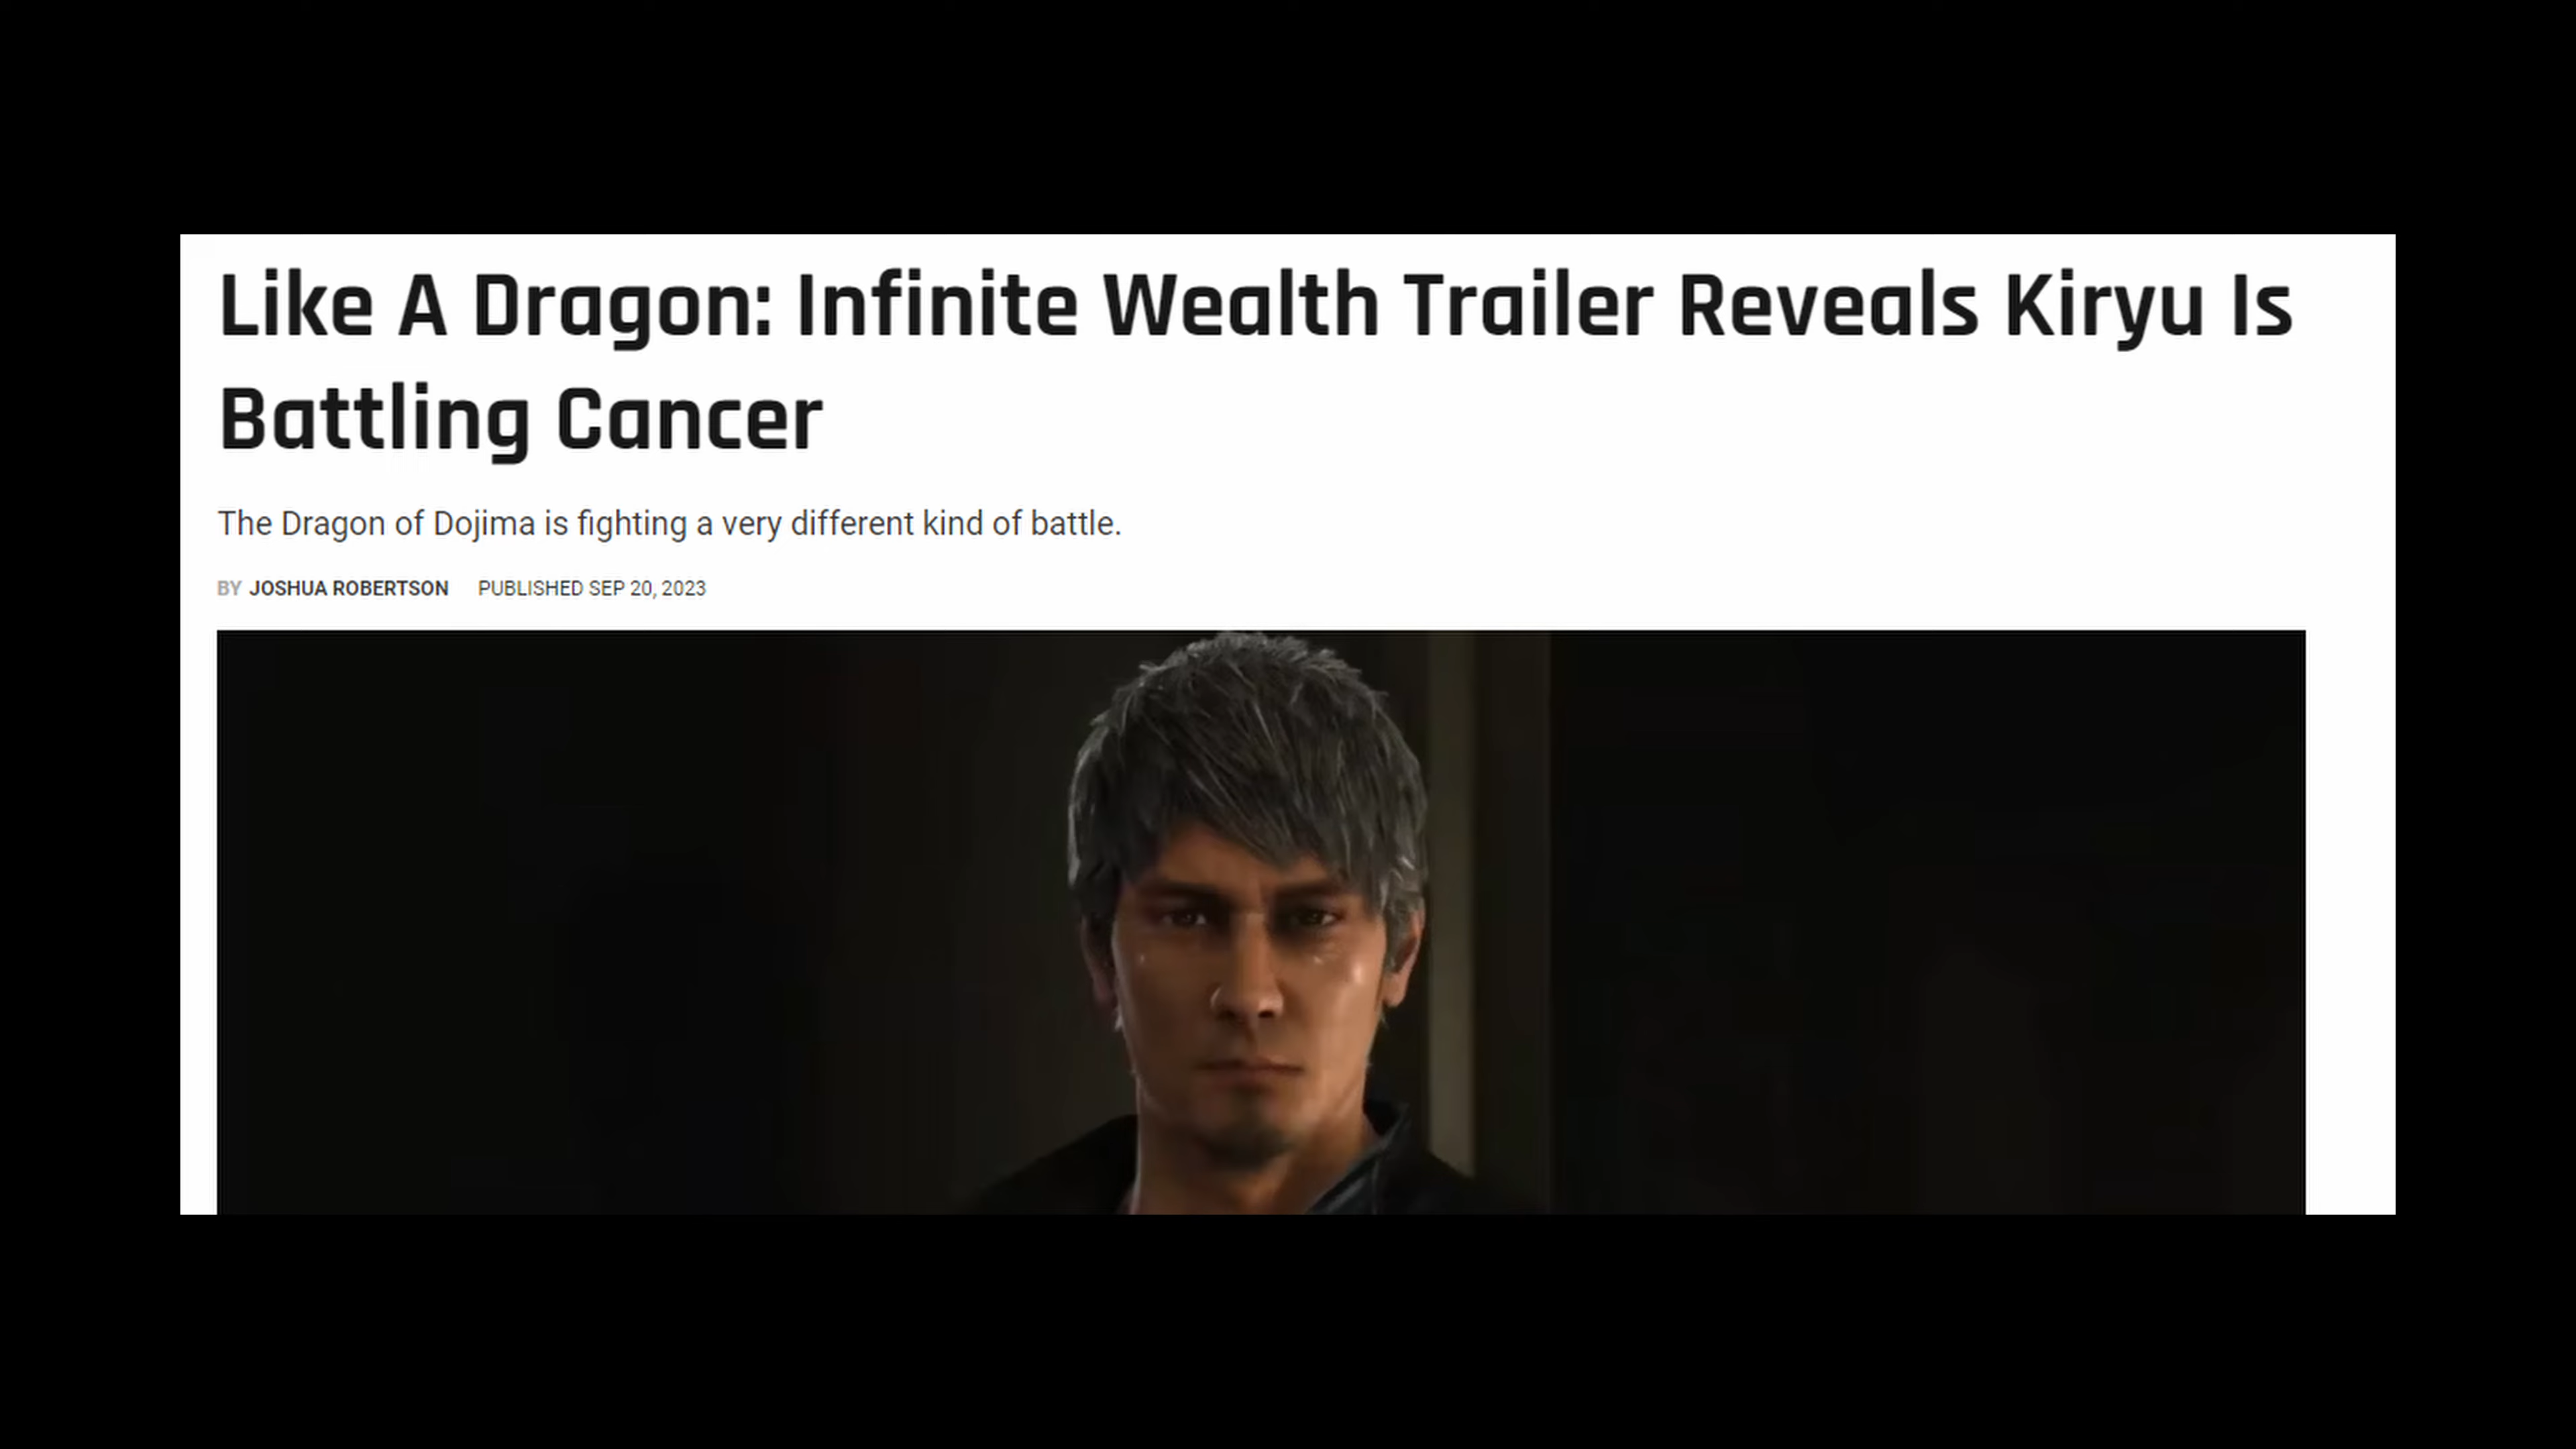 Like A Dragon: Infinite Wealth Trailer Reveals Kiryu Is
Battling Cancer
The Dragon of Dojima is fighting a very different kind of battle.
BY JOSHUA ROBERTSON PUBLISHED SEP 20, 2023